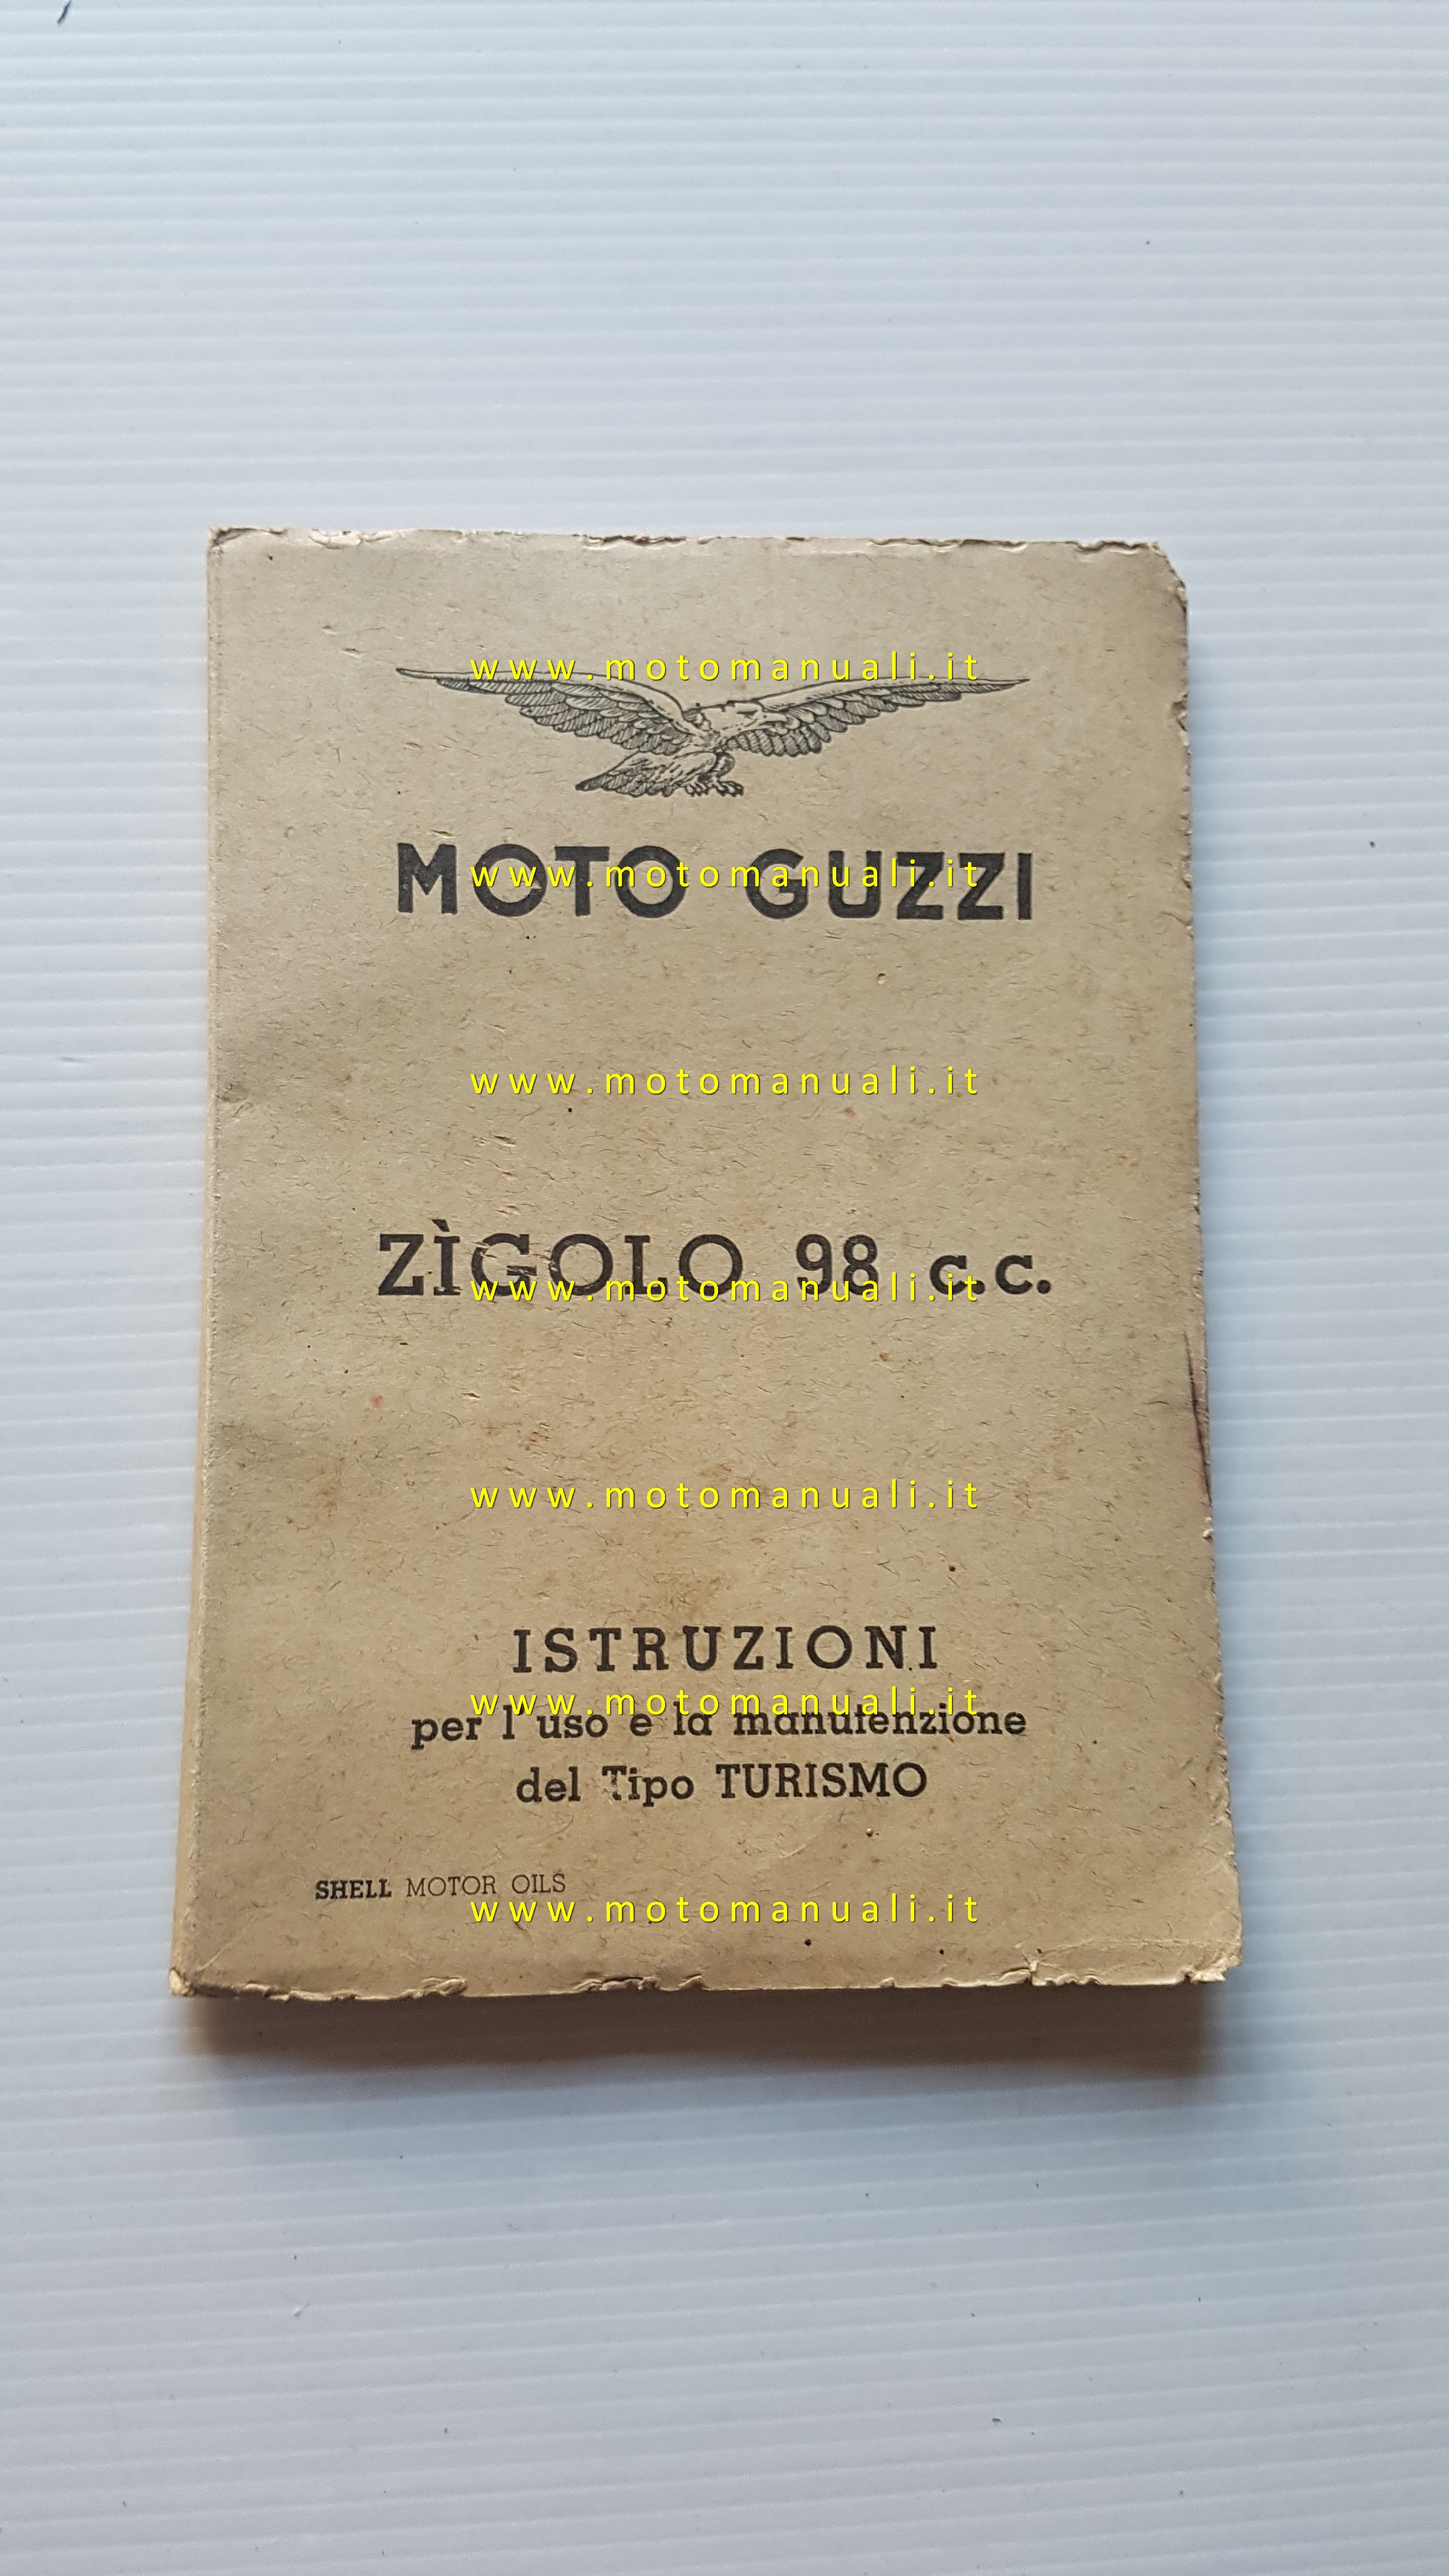 www.motomanuali.it
MOTO GUZZI
www.motomanuali.it
www.motomanuali.it
ZÌGOLO 98 c.c.
www.motomanuali.it
www.motomanuali.it
ISTRUZIONI
www.motomanuali.it
per l'uso e la manutenzione
del Tipo TURISMO
SHELL MOTOR OILS
www.motomanuali.it